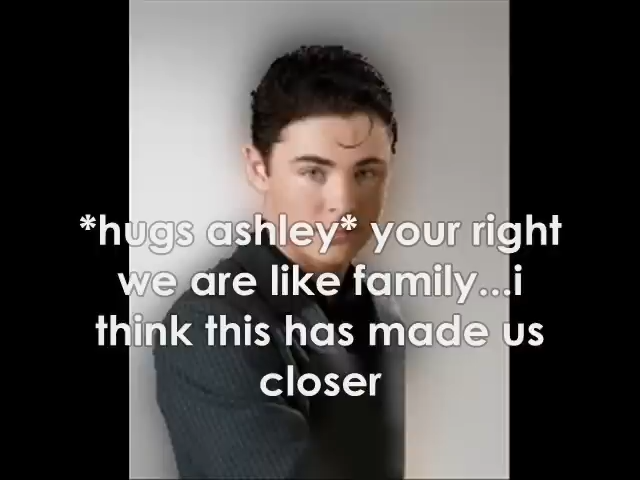 *hugs ashley* your right
we are like family...i
think this has made us
closer